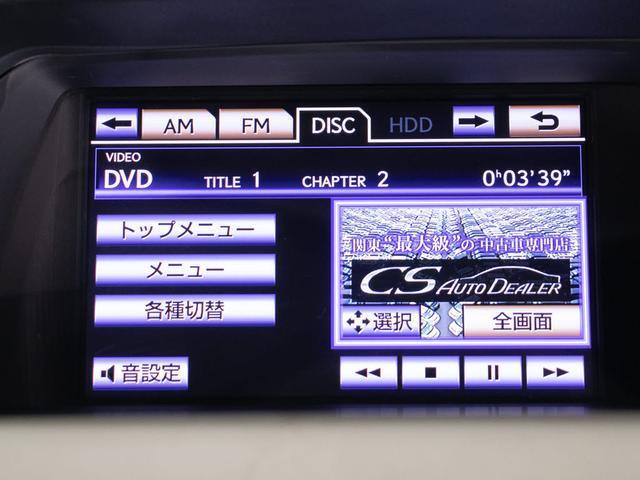 AM FM DISC HDD
VIDEO
DVD TITLE 1 CHAPTER 2 0h03'39"
トップメニュー
メニュー
各種切替
関東"最大級"の中古車専門店
CS AUTO DEALER
選択 全画面
音設定